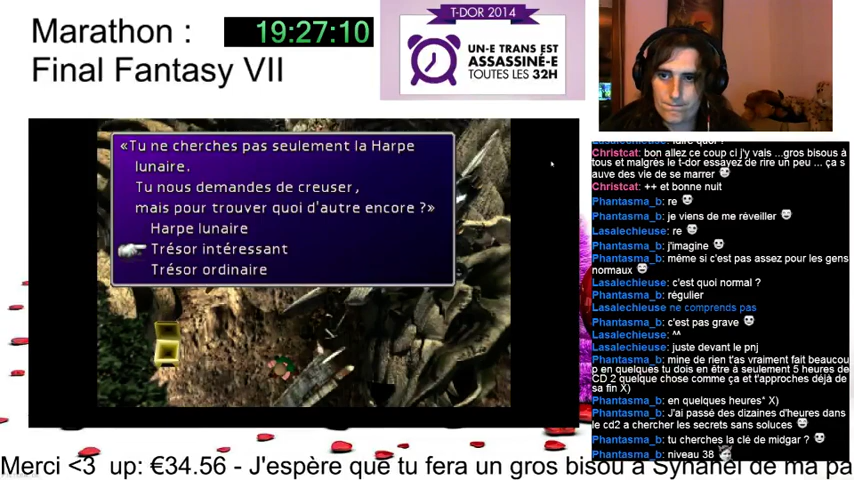 Marathon :
Final Fantasy VII
19:27:10
T-DOR 2014
UN·E TRANS EST
ASSASSINÉ·E
TOUTES LES 32H
«Tu ne cherches pas seulement la Harpe
lunaire.
Tu nous demandes de creuser,
mais pour trouver quoi d'autre encore ?»
Harpe lunaire
Trésor intéressant
Trésor ordinaire
Christcat: bon allez ce coup ci j'y vais ...gros bisous à
tous et malgrès le t-dor essayez de rire un peu ... ça s
auve des vie de se marrer
Christcat: ++ et bonne nuit
Phantasma_b: re
Phantasma_b: je viens de me réveiller
Lasalechieuse: re
Phantasma_b: j'imagine
Phantasma_b: même si c'est pas assez pour les gens
normaux
Lasalechieuse: c'est quoi normal ?
Phantasma_b: régulier
Lasalechieuse ne comprends pas
Phantasma_b: c'est pas grave
Lasalechieuse: ^^
Lasalechieuse: juste devant le pnj
Phantasma_b: mine de rien t'as vraiment fait beaucou
p en quelques tu dois en être à seulement 5 heures de
CD 2 quelque chose comme ça et t'approches déjà de
sa fin X)
Phantasma_b: en quelques heures* X)
Phantasma_b: J'ai passé des dizaines d'heures dans
le cd2 a chercher les secrets sans soluces
Phantasma_b: tu cherches la clé de midgar ?
Phantasma_b: niveau 38
Merci <3 up: €34.56 - J'espère que tu fera un gros bisou à Synahel de ma pa